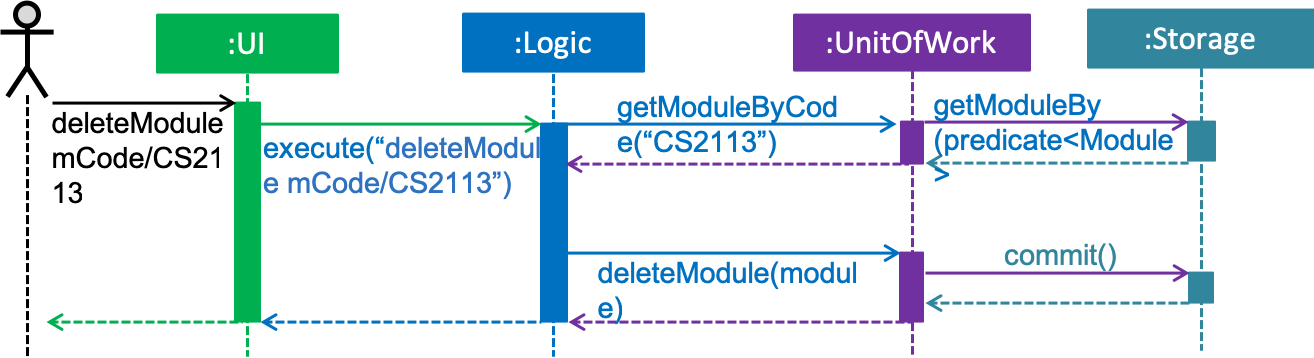 :UI
:Logic
:UnitOfWork
:Storage
deleteModule
mCode/CS21
13
execute(“deleteModul
e mCode/CS2113”)
getModuleByCod
e(“CS2113”)
getModuleBy
(predicate<Module
>
deleteModule(modul
e)
commit()